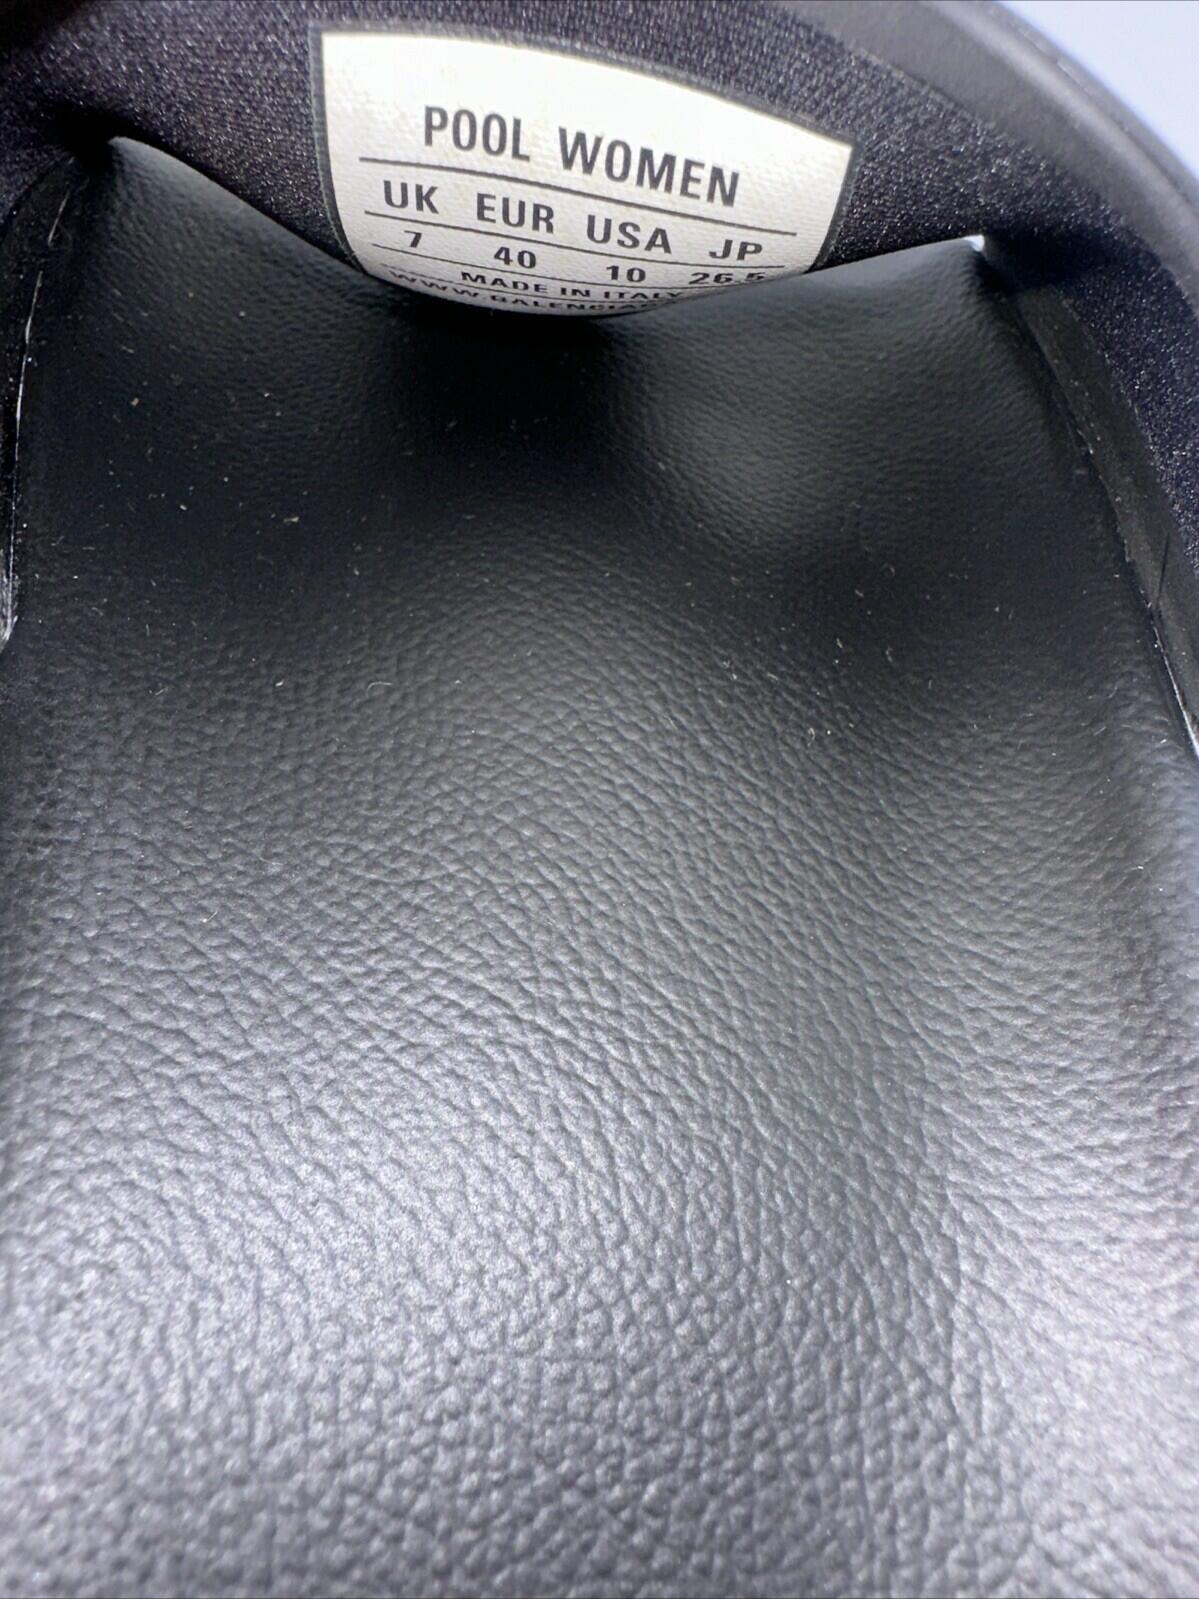 POOL WOMEN
UK EUR USA JP
7 40 10 26.5
MADE IN ITALY